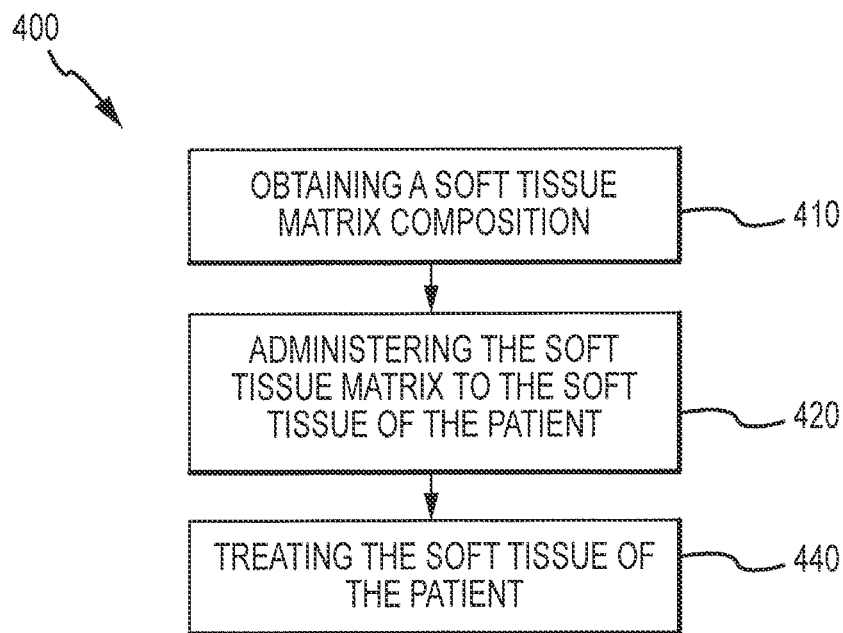 400
OBTAINING A SOFT TISSUE
MATRIX COMPOSITION
410
ADMINISTERING THE SOFT
TISSUE MATRIX TO THE SOFT
TISSUE OF THE PATIENT
420
TREATING THE SOFT TISSUE OF
THE PATIENT
440